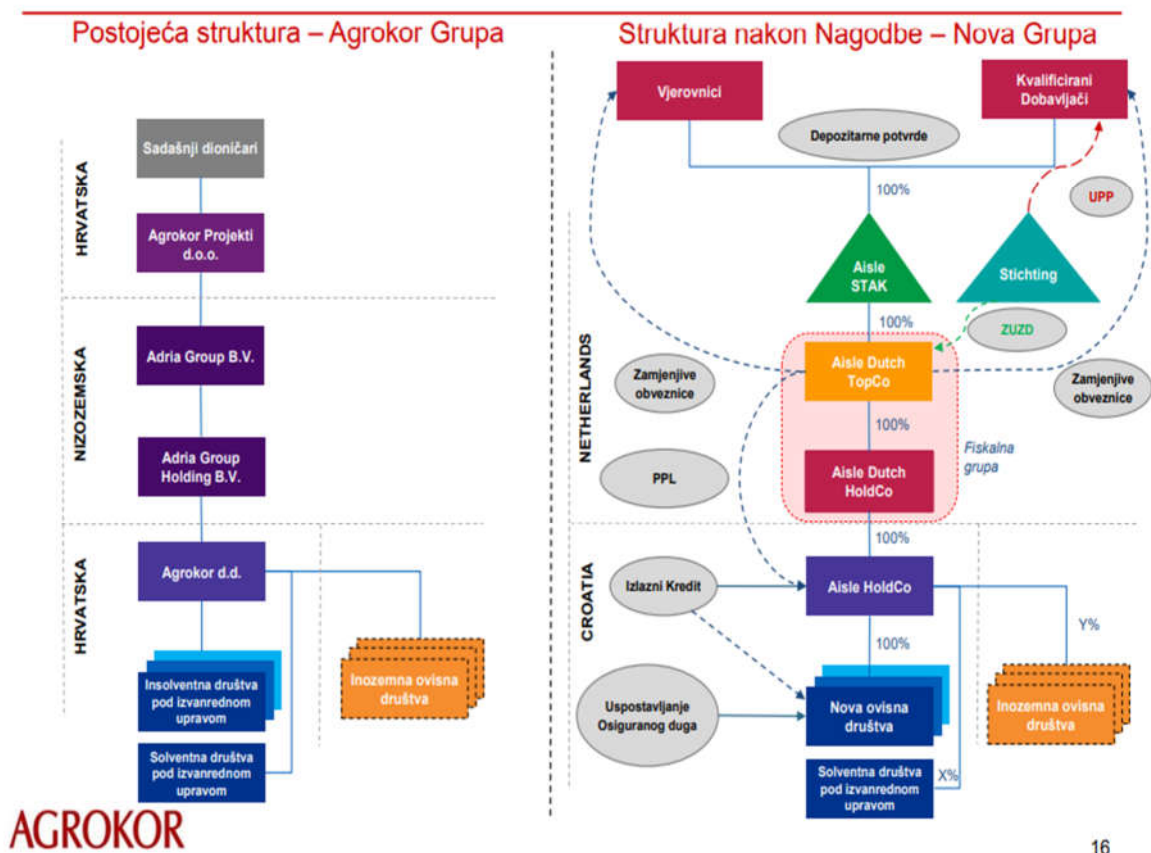 Postojeća struktura – Agrokor Grupa
HRVATSKA
Sadašnji dioničari
Agrokor Projekti
d.o.o.
NIZOZEMSKA
Adria Group B.V.
Adria Group
Holding B.V.
HRVATSKA
Agrokor d.d.
Insolventna društva
pod izvanrednom
upravom
Inozemna ovisna
društva
Solventna društva
pod izvanrednom
upravom
Struktura nakon Nagodbe – Nova Grupa
Vjerovnici
Kvalificirani
Dobavljači
Depozitarne potvrde
100%
UPP
NETHERLANDS
Aisle
STAK
Stichting
100%
ZUZD
Zamjenjive
obveznice
Aisle Dutch
TopCo
Zamjenjive
obveznice
100%
Fiskalna
grupa
PPL
Aisle Dutch
HoldCo
100%
CROATIA
Izlazni Kredit
Aisle HoldCo
Y%
100%
Uspostavljanje
Osiguranog duga
Nova ovisna
društva
Inozemna ovisna
društva
X%
Solventna društva
pod izvanrednom
upravom
AGROKOR
16